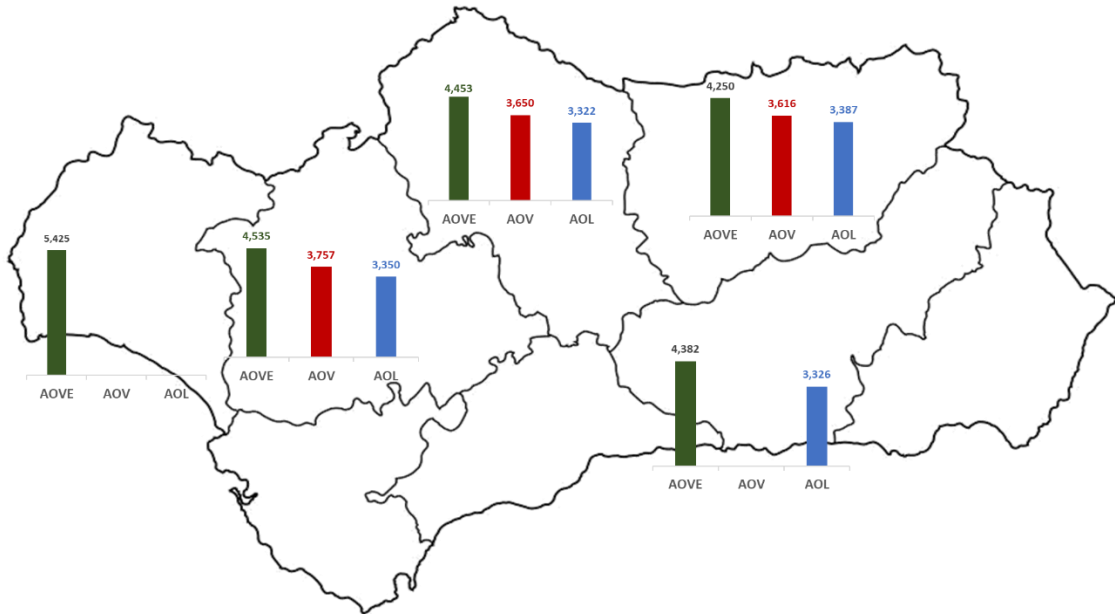 4,453
3,650
3,322
AOVE AOV AOL
4,250
3,616
3,387
AOVE AOV AOL
5,425
AOVE AOV AOL
4,535
3,757
3,350
AOVE AOV AOL
4,382
3,326
AOVE AOV AOL